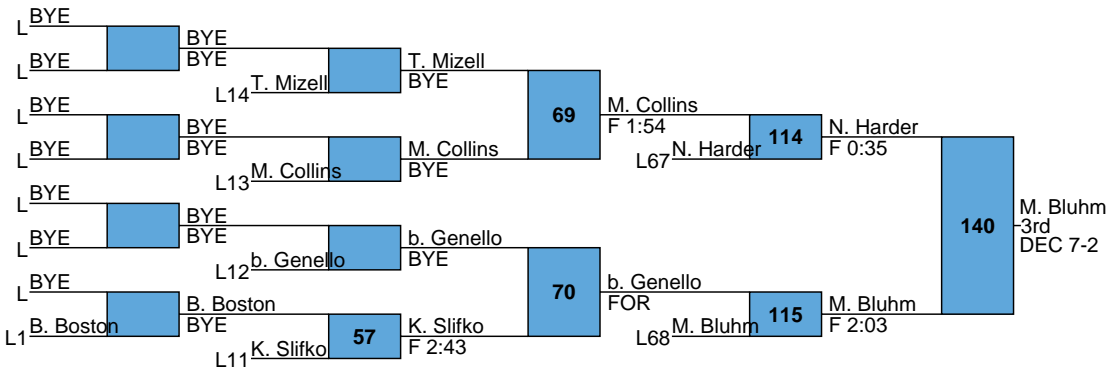 BYE
L
BYE
L
BYE
BYE
L14 T. Mizell
T. Mizell
BYE
BYE
L
BYE
L
BYE
BYE
L13 M. Collins
M. Collins
BYE
69
M. Collins
F 1:54
L67 N. Harder
114
N. Harder
F 0:35
BYE
L
BYE
L
BYE
BYE
L12 b. Genello
b. Genello
BYE
BYE
L
L1 B. Boston
B. Boston
BYE
L11 K. Slifko
57
K. Slifko
F 2:43
70
b. Genello
FOR
L68 M. Bluhm
115
M. Bluhm
F 2:03
140
M. Bluhm
3rd
DEC 7-2